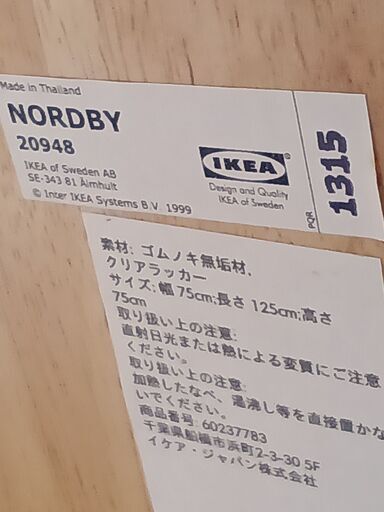 Made in Thailand
NORDBY
20948
IKEA of Sweden AB
SE-343 81 Älmhult
© Inter IKEA Systems B.V. 1999
IKEA
Design and Quality
IKEA of Sweden
PQR
1315
素材: ゴムノキ無垢材、
クリアラッカー
サイズ: 幅 75cm;長さ 125cm;高さ
75cm
取り扱い上の注意:
直射日光または熱による変質にご注意
ください。
取り扱い上の注意:
加熱したなべ、湯沸し等を直接置かな
いでください。
商品番号: 60237783
千葉県船橋市浜町2-3-30 5F
イケア・ジャパン株式会社